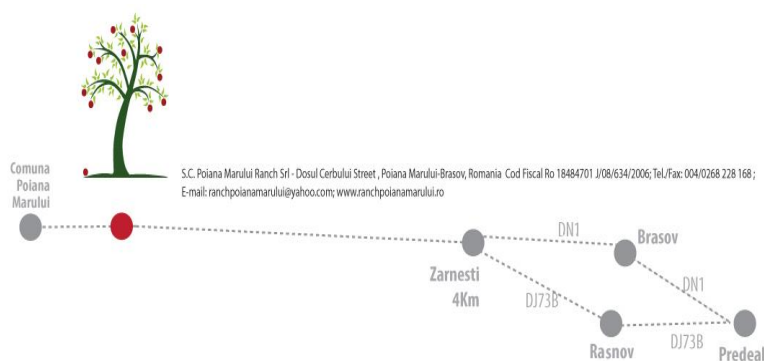 Comuna
Poiana
Marului
S.C. Poiana Marului Ranch Srl - Dosul Cerbului Street , Poiana Marului-Brasov, Romania Cod Fiscal Ro 18484701 J/08/634/2006; Tel./Fax: 004/0268 228 168 ;
E-mail: ranchpoianamarului@yahoo.com; www.ranchpoianamarului.ro
DN1
Brasov
Zarnesti
4Km
DJ73B
DN1
Rasnov
DJ73B
Predeal